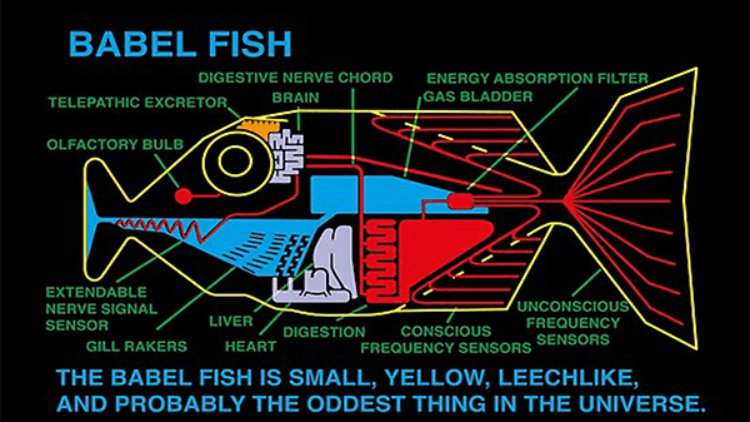 BABEL FISH
DIGESTIVE NERVE CHORD
ENERGY ABSORPTION FILTER
TELEPATHIC EXCRETOR
BRAIN
GAS BLADDER
OLFACTORY BULB
EXTENDABLE
NERVE SIGNAL
SENSOR
GILL RAKERS
LIVER
HEART
DIGESTION
CONSCIOUS
FREQUENCY SENSORS
UNCONSCIOUS
FREQUENCY
SENSORS
THE BABEL FISH IS SMALL, YELLOW, LEECHLIKE,
AND PROBABLY THE ODDEST THING IN THE UNIVERSE.